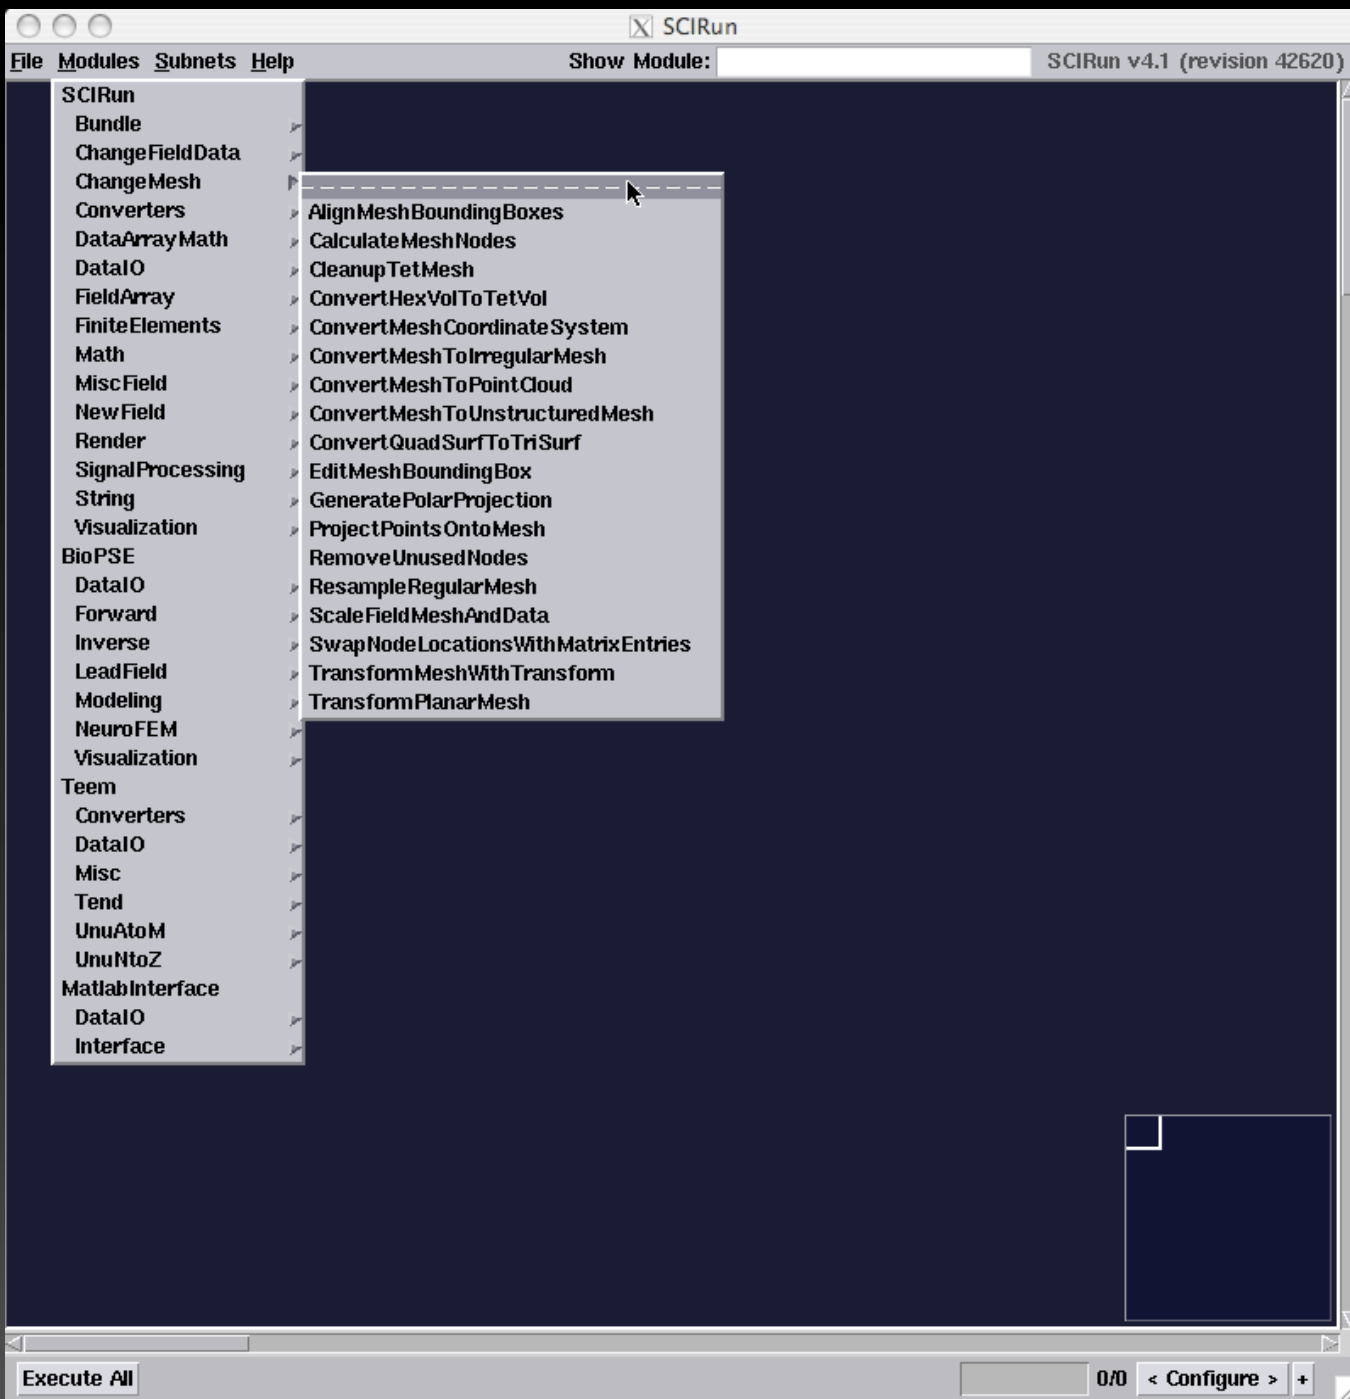 SCIRun
File Modules Subnets Help Show Module: SCIRun v4.1 (revision 42620)
SCIRun
Bundle
ChangeFieldData
ChangeMesh
Converters
DataArrayMath
DataIO
FieldArray
FiniteElements
Math
MiscField
NewField
Render
SignalProcessing
String
Visualization
BioPSE
DataIO
Forward
Inverse
LeadField
Modeling
NeuroFEM
Visualization
Teem
Converters
DataIO
Misc
Tend
UnuAtoM
UnuNtoZ
MatlabInterface
DataIO
Interface
AlignMeshBoundingBoxes
CalculateMeshNodes
CleanupTetMesh
ConvertHexVolToTetVol
ConvertMeshCoordinateSystem
ConvertMeshToIrregularMesh
ConvertMeshToPointCloud
ConvertMeshToUnstructuredMesh
ConvertQuadSurfToTriSurf
EditMeshBoundingBox
GeneratePolarProjection
ProjectPointsOntoMesh
RemoveUnusedNodes
ResampleRegularMesh
ScaleFieldMeshAndData
SwapNodeLocationsWithMatrixEntries
TransformMeshWithTransform
TransformPlanarMesh
Execute All 0/0 < Configure > +